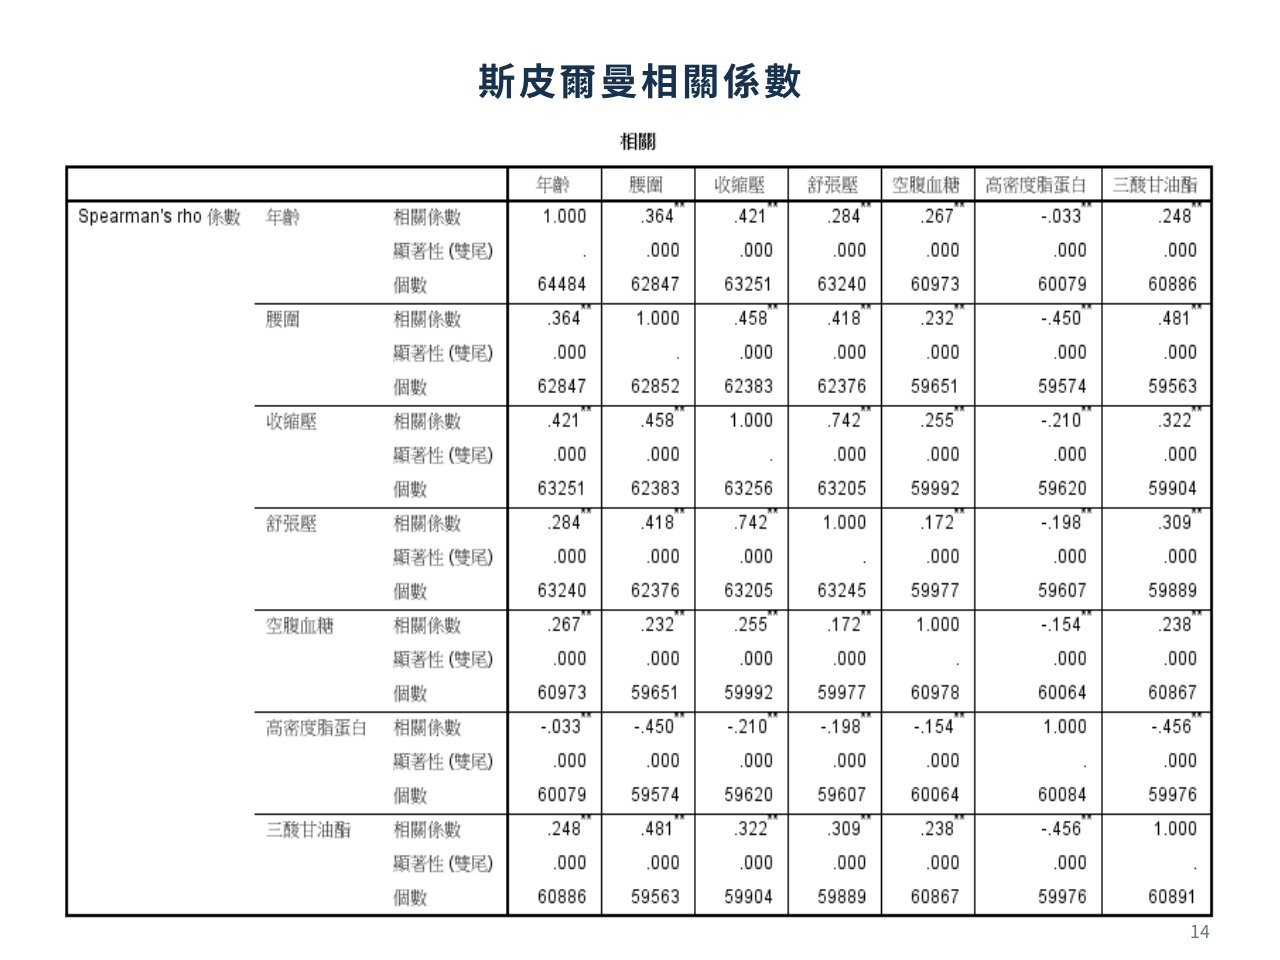 斯皮爾曼相關係數
相關
年齡 腰圍 收縮壓 舒張壓 空腹血糖 高密度脂蛋白 三酸甘油酯
Spearman's rho 係數 年齡 相關係數 1.000 .364** .421** .284** .267** -.033** .248**
顯著性 (雙尾) . .000 .000 .000 .000 .000 .000
個數 64484 62847 63251 63240 60973 60079 60886
腰圍 相關係數 .364** 1.000 .458** .418** .232** -.450** .481**
顯著性 (雙尾) .000 . .000 .000 .000 .000 .000
個數 62847 62852 62383 62376 59651 59574 59563
收縮壓 相關係數 .421** .458** 1.000 .742** .255** -.210** .322**
顯著性 (雙尾) .000 .000 . .000 .000 .000 .000
個數 63251 62383 63256 63205 59992 59620 59904
舒張壓 相關係數 .284** .418** .742** 1.000 .172** -.198** .309**
顯著性 (雙尾) .000 .000 .000 . .000 .000 .000
個數 63240 62376 63205 63245 59977 59607 59889
空腹血糖 相關係數 .267** .232** .255** .172** 1.000 -.154** .238**
顯著性 (雙尾) .000 .000 .000 .000 . .000 .000
個數 60973 59651 59992 59977 60978 60064 60867
高密度脂蛋白 相關係數 -.033** -.450** -.210** -.198** -.154** 1.000 -.456**
顯著性 (雙尾) .000 .000 .000 .000 .000 . .000
個數 60079 59574 59620 59607 60064 60084 59976
三酸甘油酯 相關係數 .248** .481** .322** .309** .238** -.456** 1.000
顯著性 (雙尾) .000 .000 .000 .000 .000 .000 .
個數 60886 59563 59904 59889 60867 59976 60891
14